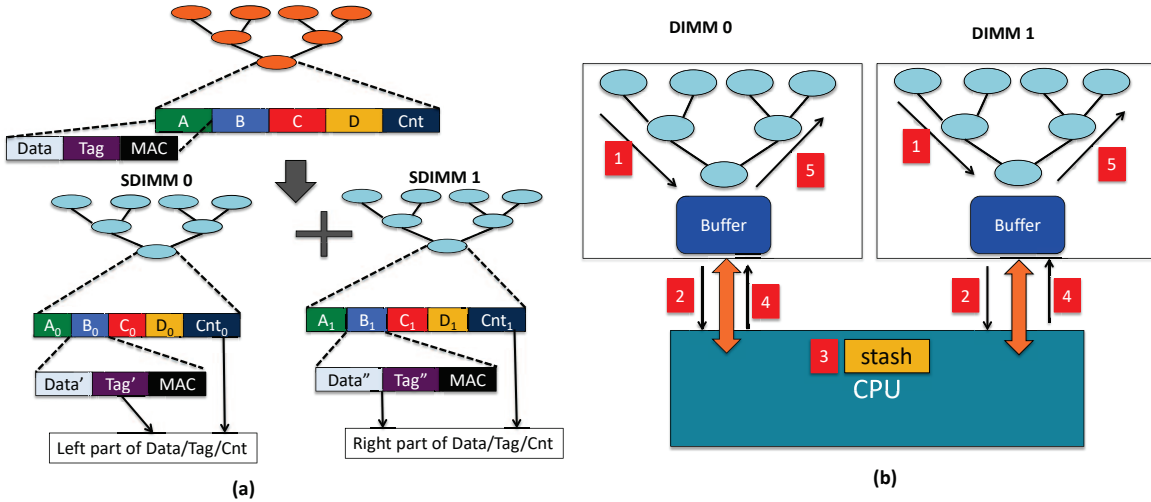 A B C D Cnt
Data Tag MAC
SDIMM 0
SDIMM 1
A0 B0 C0 D0 Cnt0
A1 B1 C1 D1 Cnt1
Data' Tag' MAC
Data” Tag” MAC
Left part of Data/Tag/Cnt
Right part of Data/Tag/Cnt
(a)
DIMM 0
DIMM 1
1
5
1
5
Buffer
Buffer
2
4
2
4
3
stash
CPU
(b)